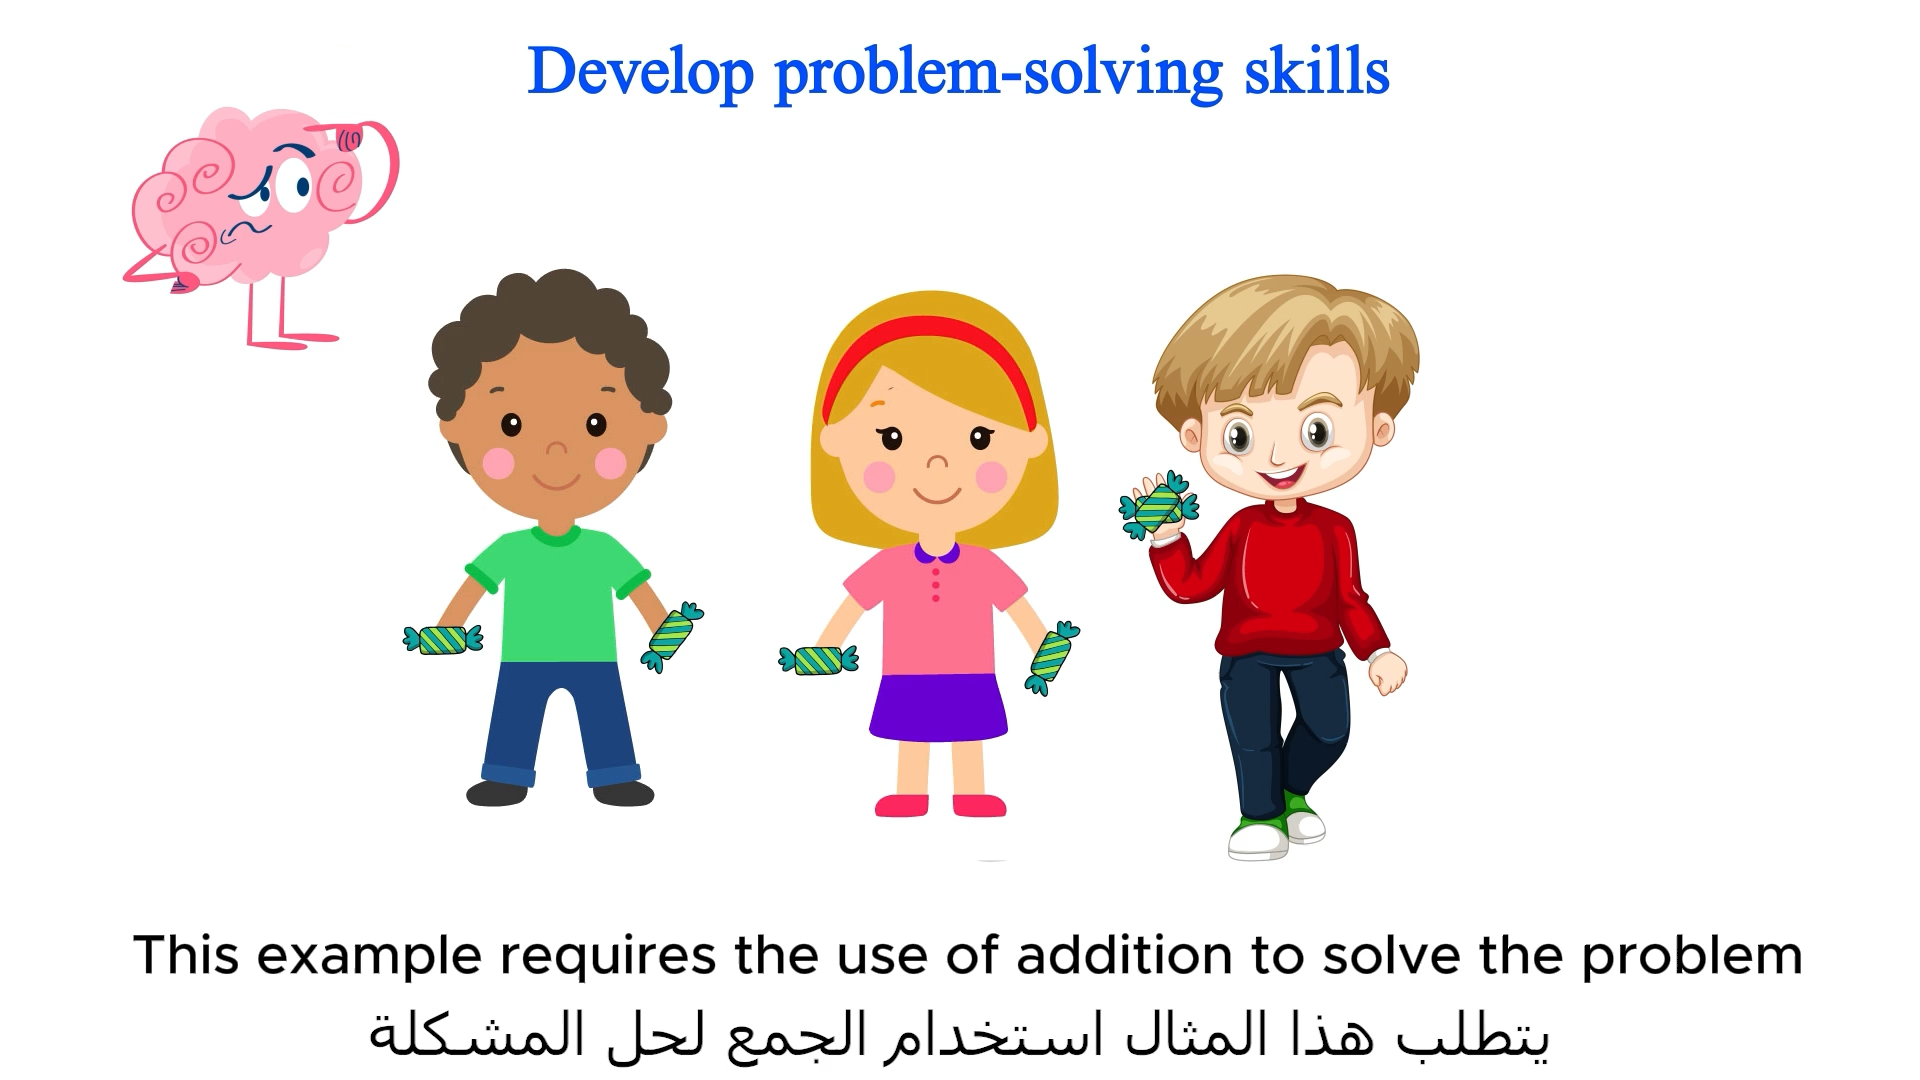 Develop problem-solving skills
This example requires the use of addition to solve the problem
يتطلب هذا المثال استخدام الجمع لحل المشكلة